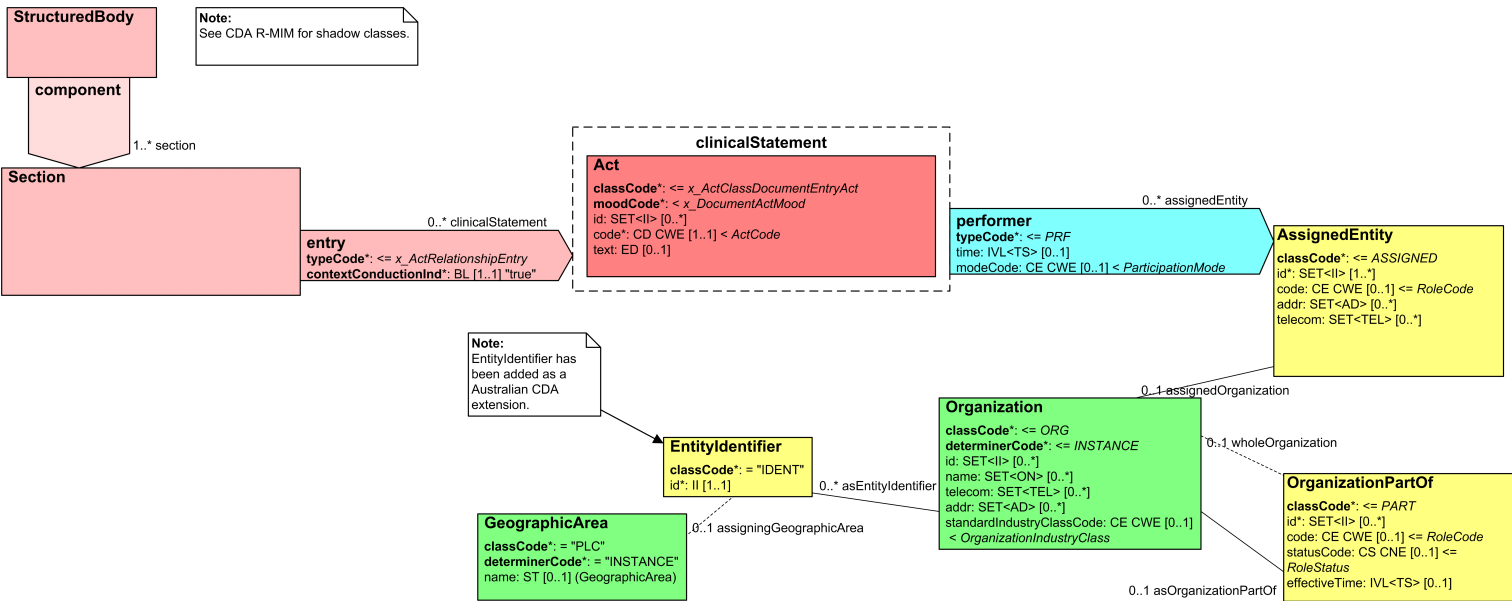 StructuredBody
Note:
See CDA R-MIM for shadow classes.
component
1..* section
Section
0..* clinicalStatement
entry
typeCode*: <= x_ActRelationshipEntry
contextConductionInd*: BL [1..1] "true"
clinicalStatement
Act
classCode*: <= x_ActClassDocumentEntryAct
moodCode*: < x_DocumentActMood
id: SET<II> [0..*]
code*: CD CWE [1..1] < ActCode
text: ED [0..1]
0..* assignedEntity
performer
typeCode*: <= PRF
time: IVL<TS> [0..1]
modeCode: CE CWE [0..1] < ParticipationMode
AssignedEntity
classCode*: <= ASSIGNED
id*: SET<II> [1..*]
code: CE CWE [0..1] <= RoleCode
addr: SET<AD> [0..*]
telecom: SET<TEL> [0..*]
Note:
EntityIdentifier has
been added as a
Australian CDA
extension.
0..1 assignedOrganization
Organization
classCode*: <= ORG
determinerCode*: <= INSTANCE
id: SET<II> [0..*]
name: SET<ON> [0..*]
telecom: SET<TEL> [0..*]
addr: SET<AD> [0..*]
standardIndustryClassCode: CE CWE [0..1]
< OrganizationIndustryClass
0..1 wholeOrganization
EntityIdentifier
classCode*: = "IDENT"
id*: II [1..1]
0..* asEntityIdentifier
OrganizationPartOf
classCode*: <= PART
id*: SET<II> [0..*]
code: CE CWE [0..1] <= RoleCode
statusCode: CS CNE [0..1] <=
RoleStatus
effectiveTime: IVL<TS> [0..1]
GeographicArea
classCode*: = "PLC"
determinerCode*: = "INSTANCE"
name: ST [0..1] (GeographicArea)
0..1 assigningGeographicArea
0..1 asOrganizationPartOf